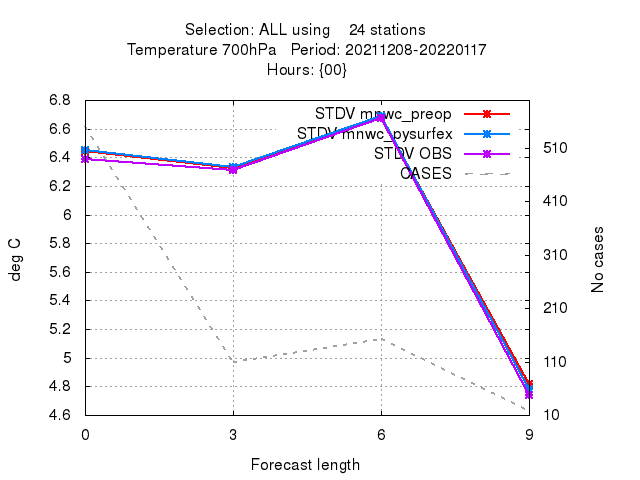 Selection: ALL using    24 stations
Temperature 700hPa   Period: 20211208-20220117
Hours: {00}
STDV mnwc_preop
STDV mnwc_pysurfex
STDV OBS
CASES
6.8
6.6
6.4
6.2
6
5.8
5.6
5.4
5.2
5
4.8
4.6
deg C
510
410
310
210
110
10
No cases
0 3 6 9
Forecast length